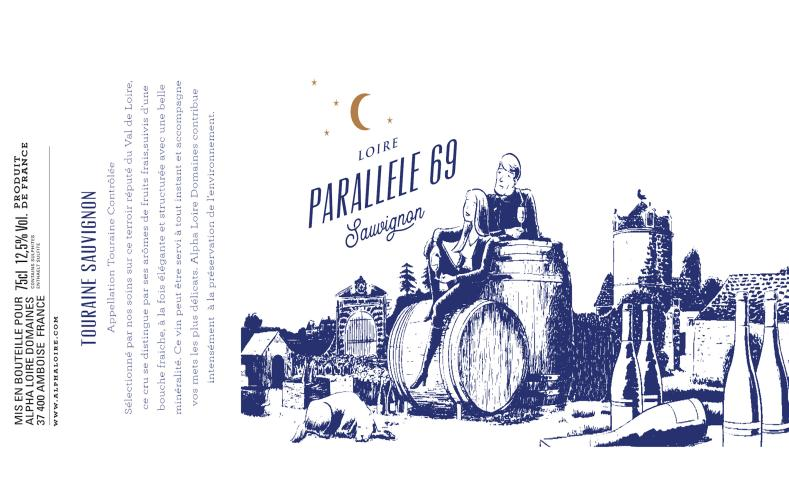 MIS EN BOUTEILLE POUR
ALPHA LOIRE DOMAINES
37 400 AMBOISE FRANCE
75cl 12,5% Vol.
CONTAINS SULPHITES
CONTIENT SULFITE
PRODUIT
DE FRANCE
WWW.ALPHALOIRE.COM
TOURAINE SAUVIGNON
Appellation Touraine Contrôlée
Sélectionné par nos soins sur ce terroir réputé du Val de Loire,
ce cru se distingue par ses arômes de fruits frais,suivis d'une
bouche fraîche, à la fois élégante et structurée avec une belle
minéralité. Ce vin peut être servi à tout instant et accompagne
vos mets les plus délicats. Alpha Loire Domaines contribue
intensément à la préservation de l'environnement.
LOIRE
PARALLELE 69
Sauvignon